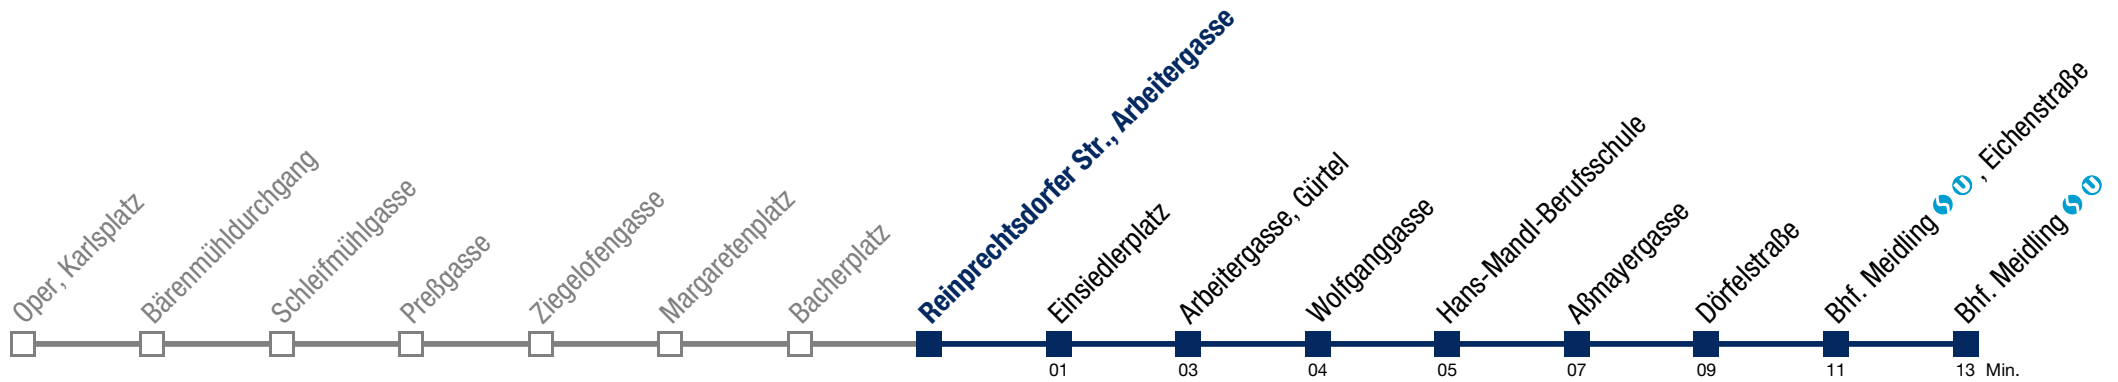 Oper, Karlsplatz
Bärenmühldurchgang
Schleifmühlgasse
Preßgasse
Ziegelofengasse
Margaretenplatz
Bacherplatz
Reinprechtsdorfer Str., Arbeitergasse
Einsiedlerplatz
Arbeitergasse, Gürtel
Wolfganggasse
Hans-Mandl-Berufsschule
Aßmayergasse
Dörfelstraße
Bhf. Meidling S U , Eichenstraße
Bhf. Meidling S U
01 03 04 05 07 09 11 13 Min.